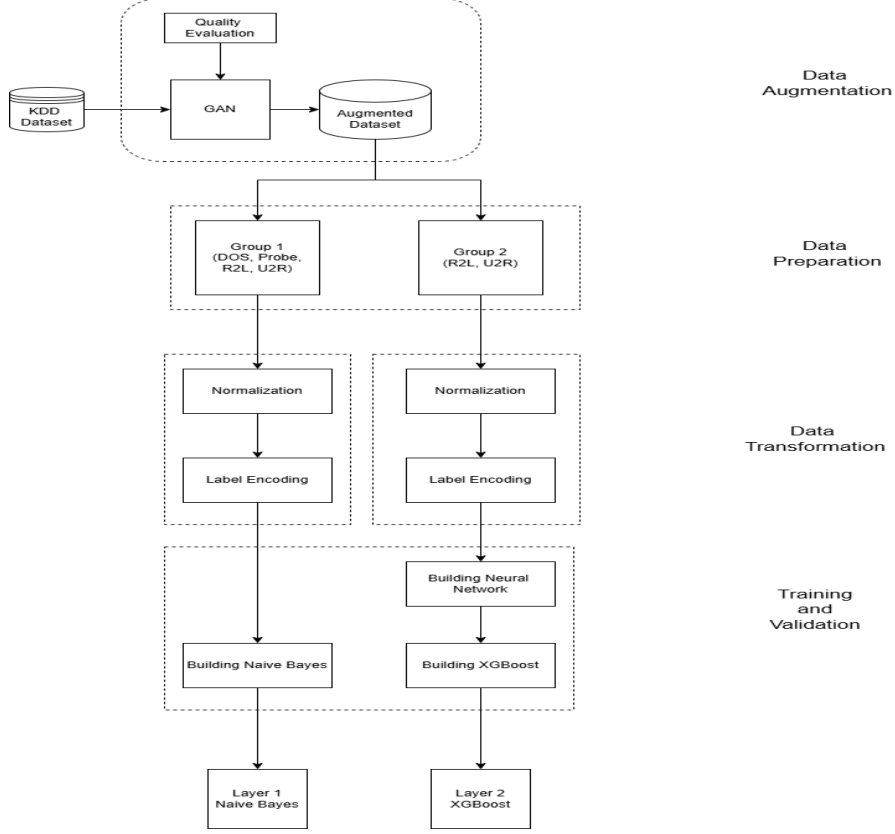 Quality
Evaluation
KDD
Dataset
GAN
Augmented
Dataset
Data
Augmentation
Group 1
(DOS, Probe,
R2L, U2R)
Group 2
(R2L, U2R)
Data
Preparation
Normalization
Normalization
Label Encoding
Label Encoding
Data
Transformation
Building Neural
Network
Building Naive Bayes
Building XGBoost
Training
and
Validation
Layer 1
Naive Bayes
Layer 2
XGBoost